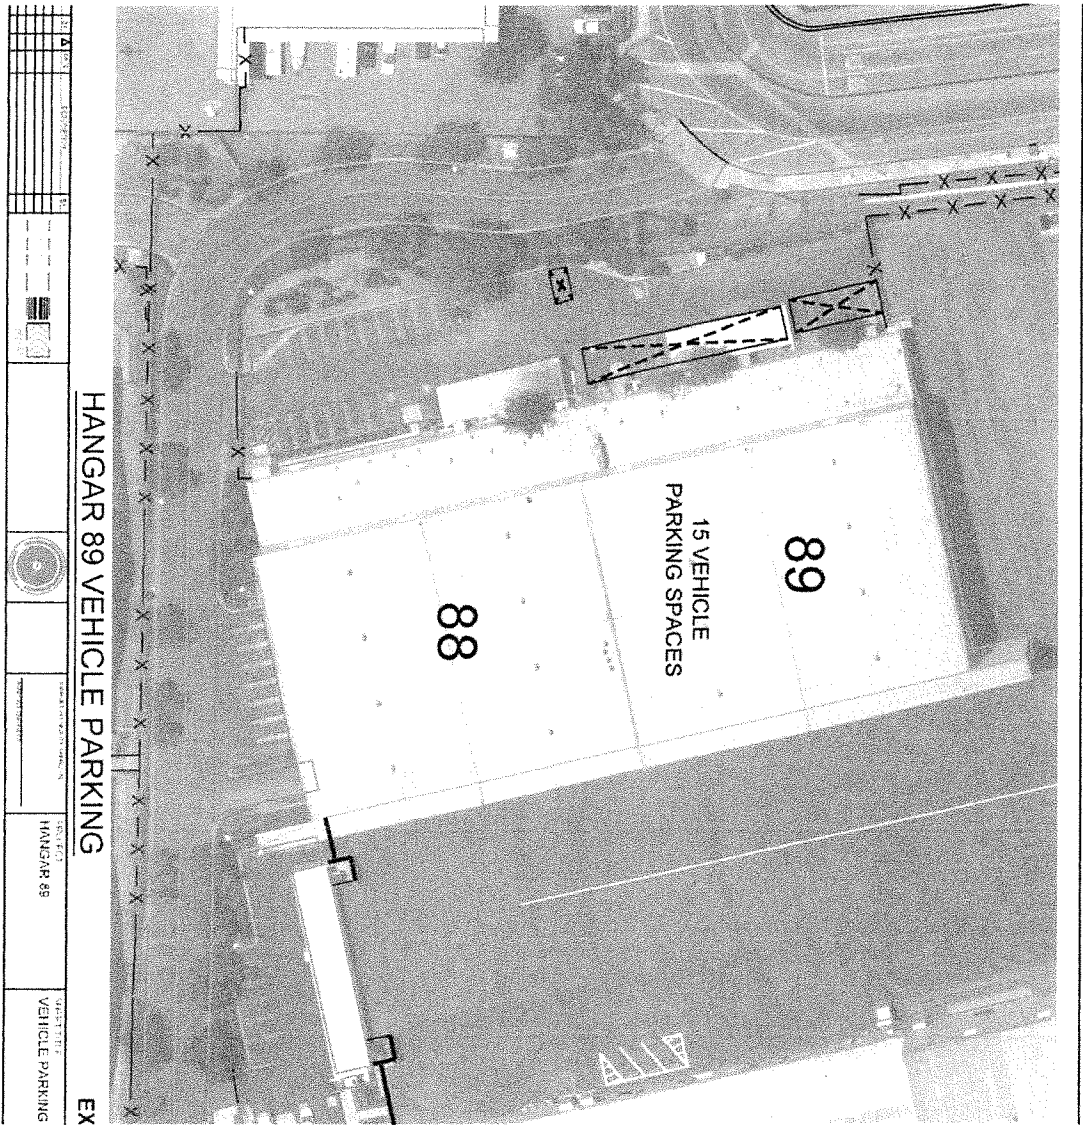 89
15 VEHICLE
PARKING SPACES
88
HANGAR 89 VEHICLE PARKING
EX
HANGAR 89
VEHICLE PARKING